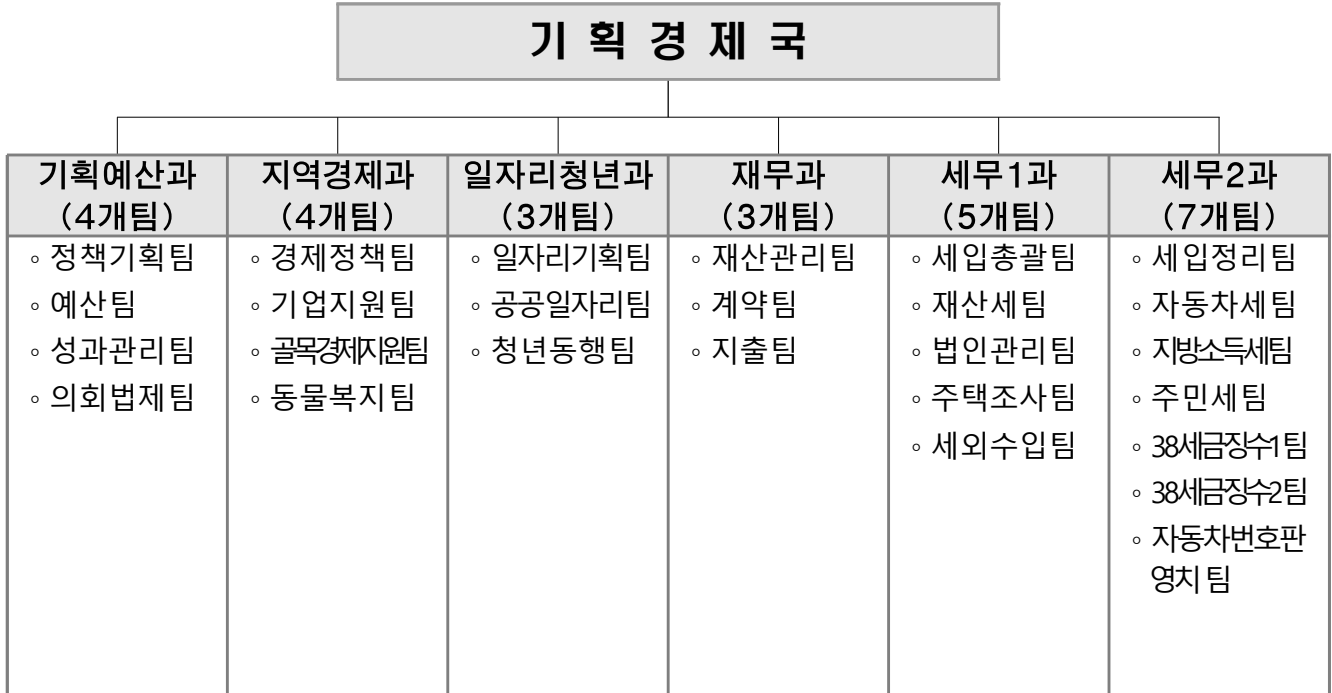 기 획 경 제 국
기획예산과
(4개팀)
◦ 정책기획팀
◦ 예산팀
◦ 성과관리팀
◦ 의회법제팀
지역경제과
(4개팀)
◦ 경제정책팀
◦ 기업지원팀
◦ 골목경제지원팀
◦ 동물복지팀
일자리청년과
(3개팀)
◦ 일자리기획팀
◦ 공공일자리팀
◦ 청년동행팀
재무과
(3개팀)
◦ 재산관리팀
◦ 계약팀
◦ 지출팀
세무1과
(5개팀)
◦ 세입총괄팀
◦ 재산세팀
◦ 법인관리팀
◦ 주택조사팀
◦ 세외수입팀
세무2과
(7개팀)
◦ 세입정리팀
◦ 자동차세팀
◦ 지방소득세팀
◦ 주민세팀
◦ 38세금징수1팀
◦ 38세금징수2팀
◦ 자동차번호판
영치 팀